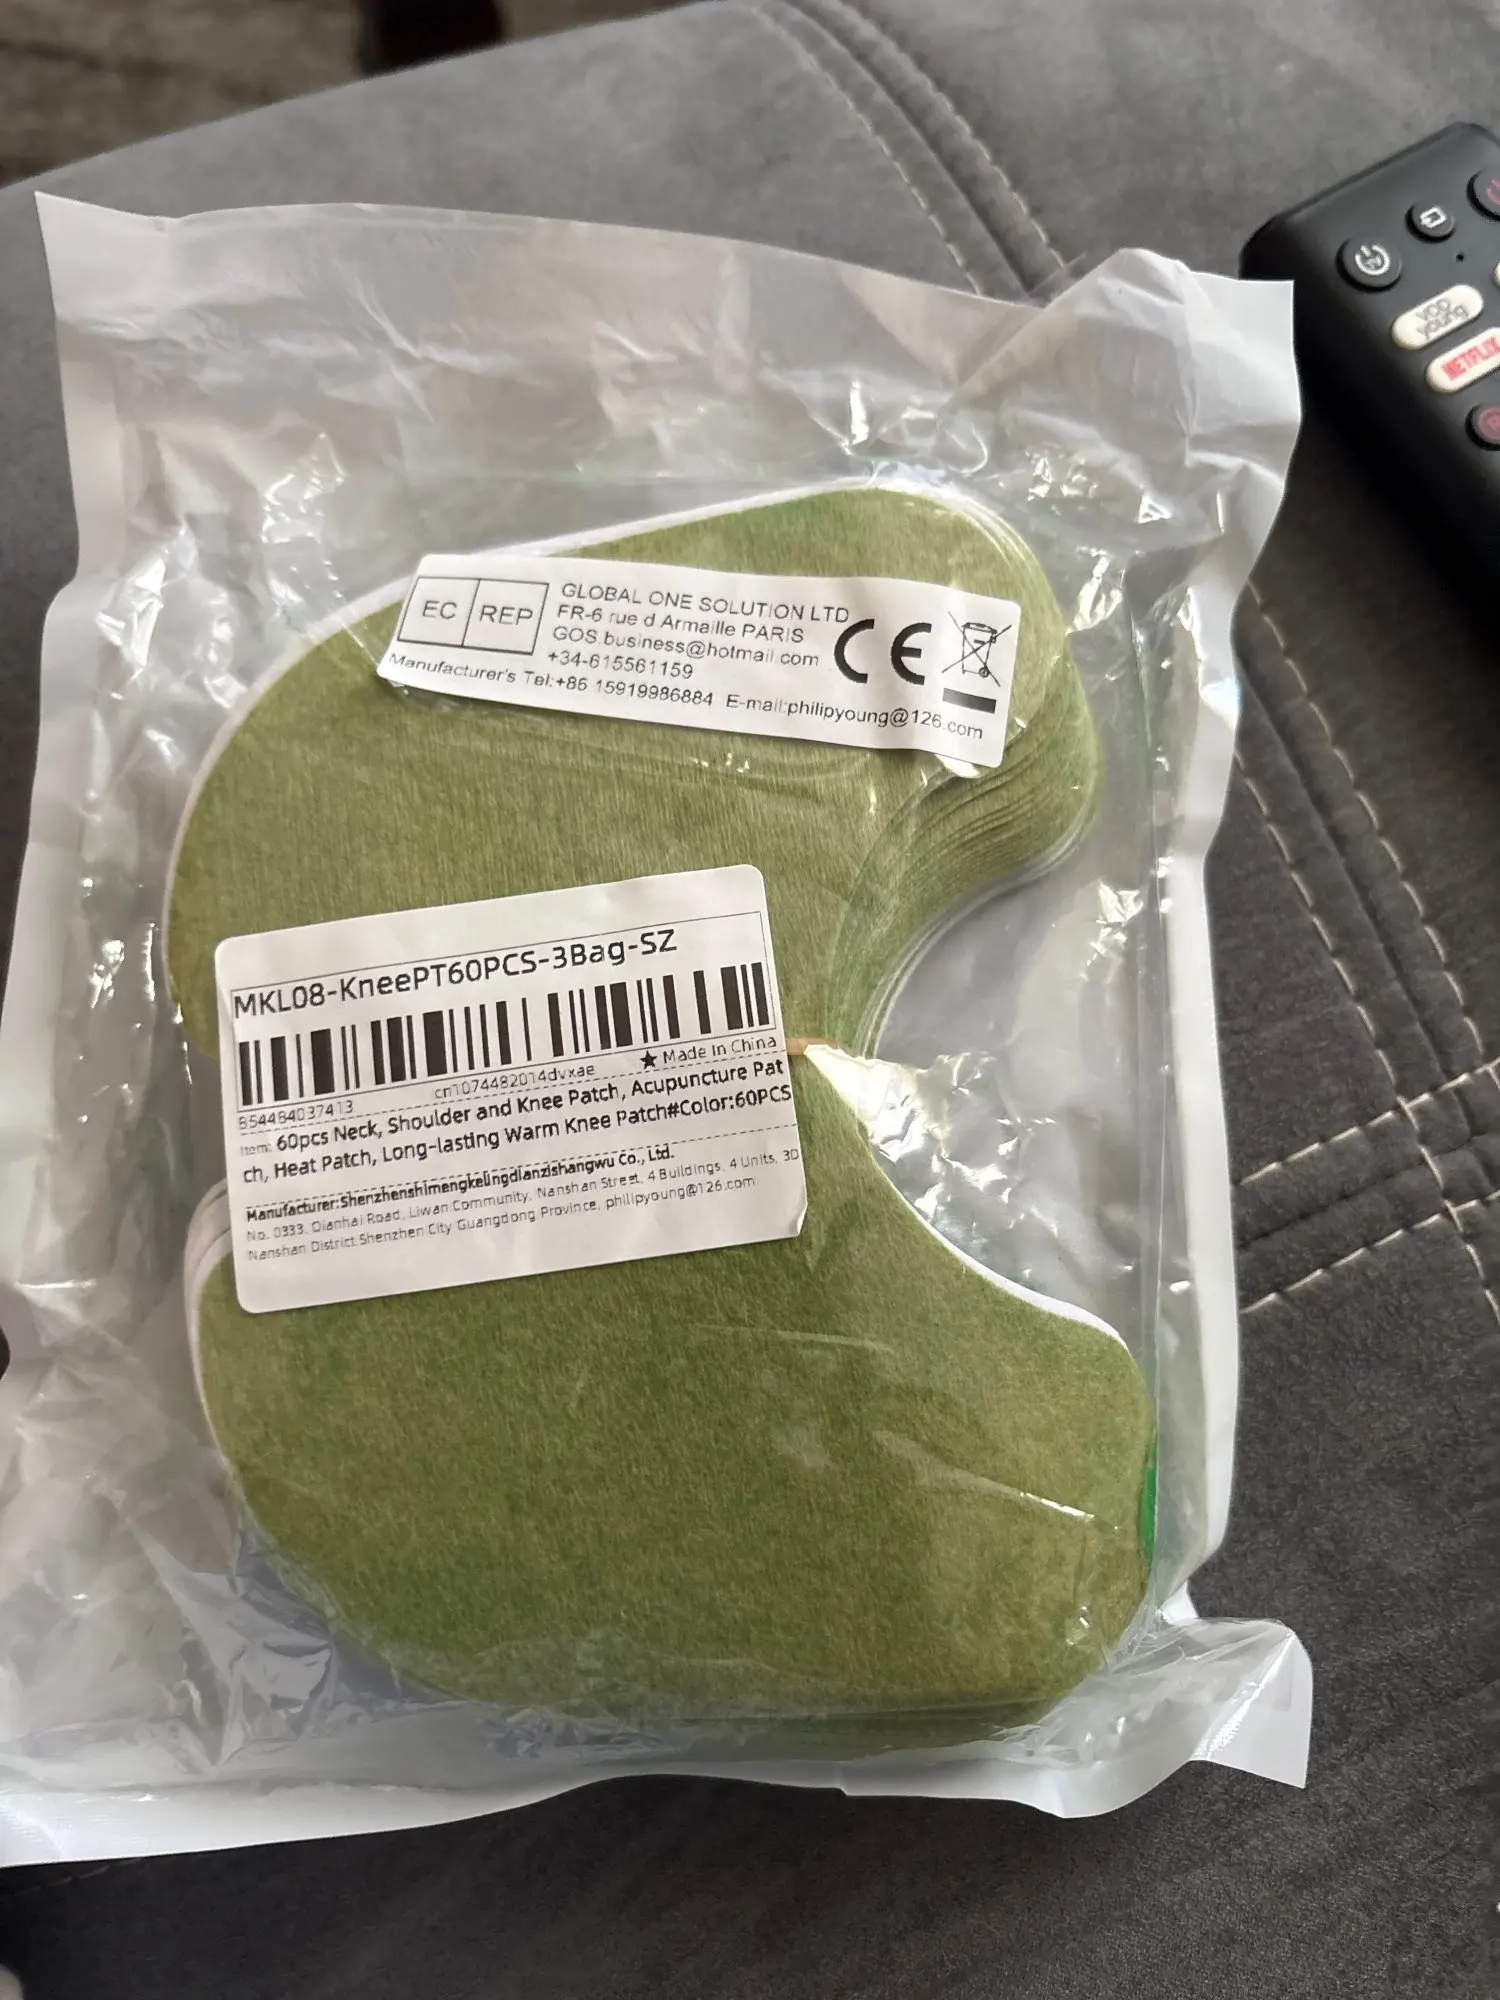 EC REP
GLOBAL ONE SOLUTION LTD
FR-6 rue d Armaille PARIS
GOS.business@hotmail.com
+34-615561159
Manufacturer's Tel:+86 15919986884 E-mail:philipyoung@126.com
CE
MKL08-KneePT60PCS-3Bag-SZ
854484037413
cn1074482014dvxae
★ Made In China
Item: 60pcs Neck, Shoulder and Knee Patch, Acupuncture Pat
ch, Heat Patch, Long-lasting Warm Knee Patch#Color:60PCS
Manufacturer:Shenzhenshimengkelingdianzishangwu Co., Ltd.
No. 0333, Qianhai Road, Liwan Community, Nanshan Street, 4 Buildings, 4 Units, 3D
Nanshan District Shenzhen City Guangdong Province, philipyoung@126.com
NETFLIX